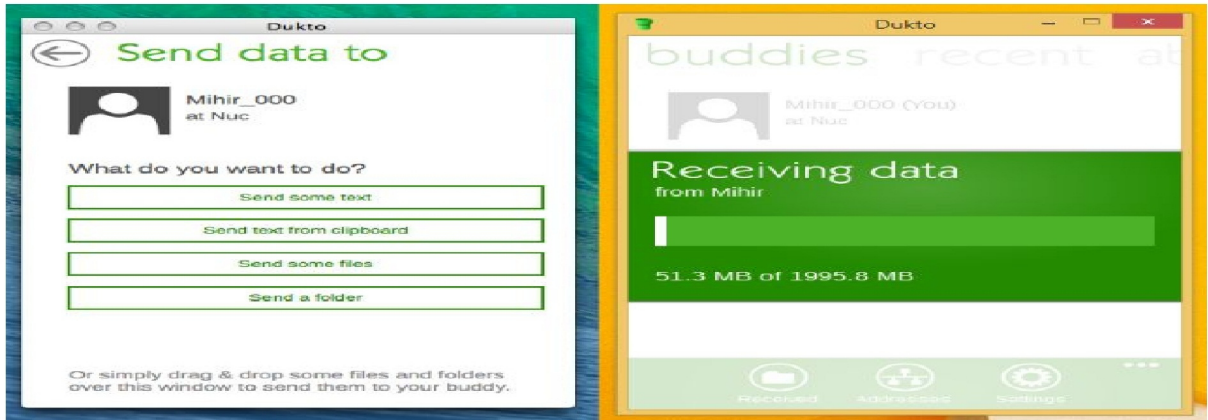 Dukto
Send data to
Mihir_000
at Nuc
What do you want to do?
Send some text
Send text from clipboard
Send some files
Send a folder
Or simply drag & drop some files and folders
over this window to send them to your buddy.
Dukto
buddies recent ab
Mihir_000 (You)
at Nuc
Receiving data
from Mihir
51.3 MB of 1995.8 MB
Received Addresses Settings